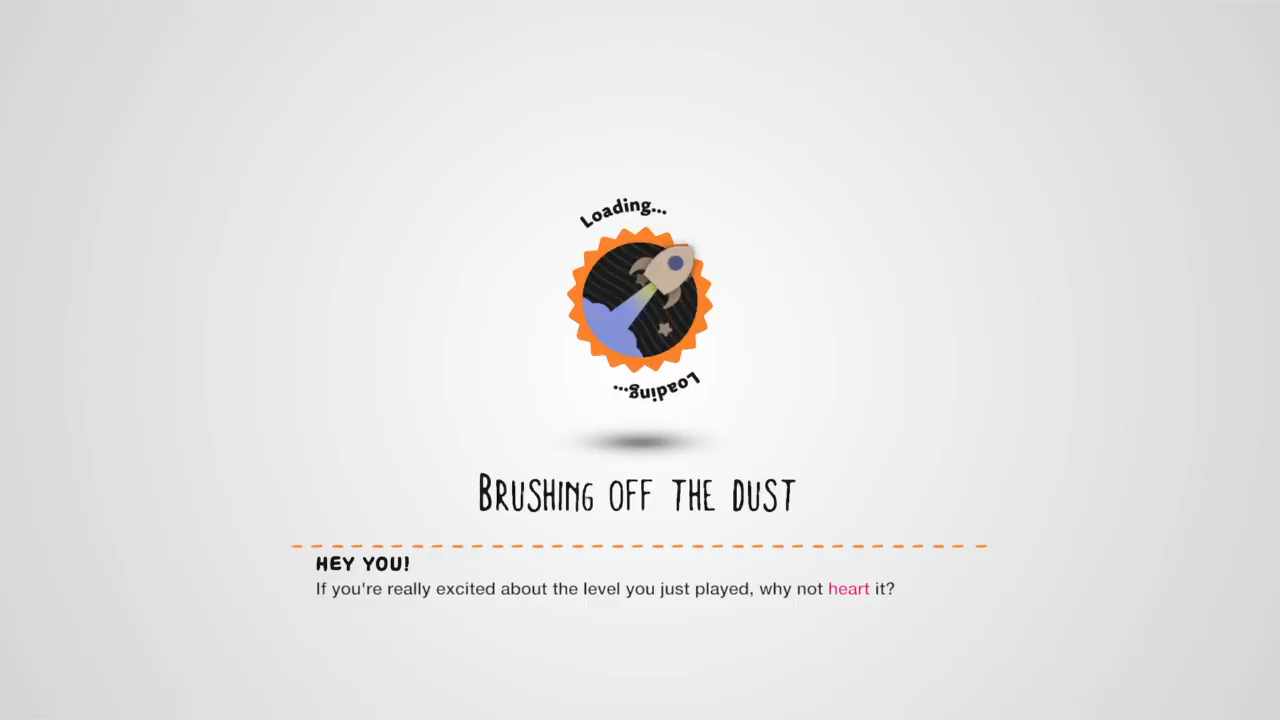 Loading...
Loading...
Brushing off the dust
HEY YOU!
If you're really excited about the level you just played, why not heart it?